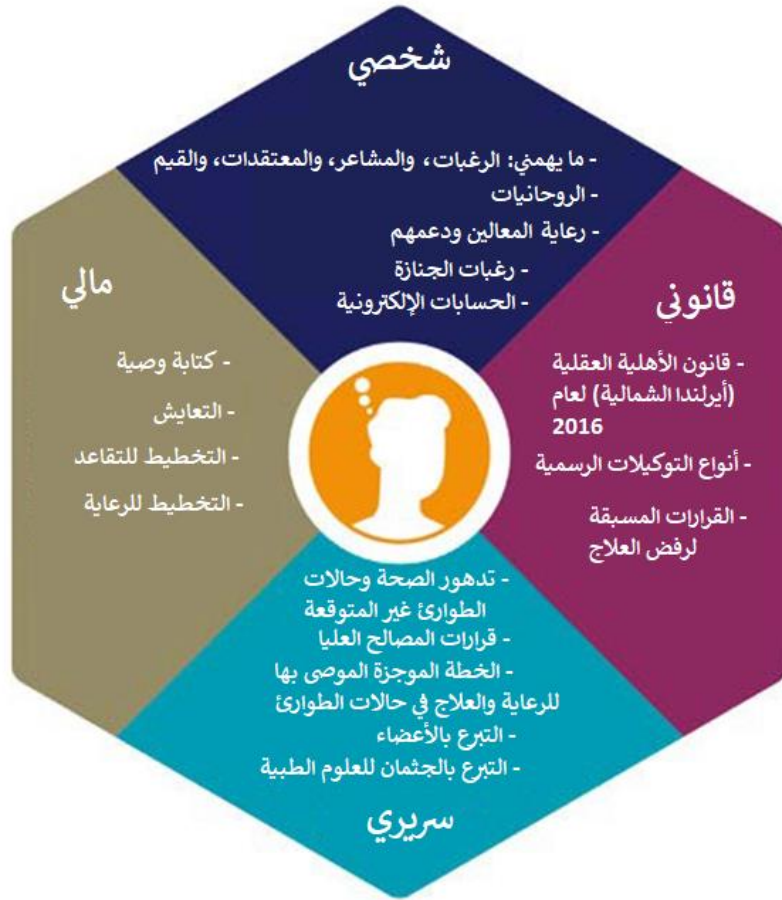 شخصي
- ما يهمني: الرغبات، والمشاعر، والمعتقدات، والقيم
- الروحانيات
- رعاية المعالين ودعمهم
- رغبات الجنازة
- الحسابات الإلكترونية
قانوني
- قانون الأهلية العقلية
(أيرلندا الشمالية) لعام
2016
- أنواع التوكيلات الرسمية
- القرارات المسبقة
لرفض العلاج
مالي
- كتابة وصية
- التعايش
- التخطيط للتقاعد
- التخطيط للرعاية
- تدهور الصحة وحالات
الطوارئ غير المتوقعة
- قرارات المصالح العليا
- الخطة الموجزة الموصى بها
للرعاية والعلاج في حالات الطوارئ
- التبرع بالأعضاء
- التبرع بالجثمان للعلوم الطبية
سريري